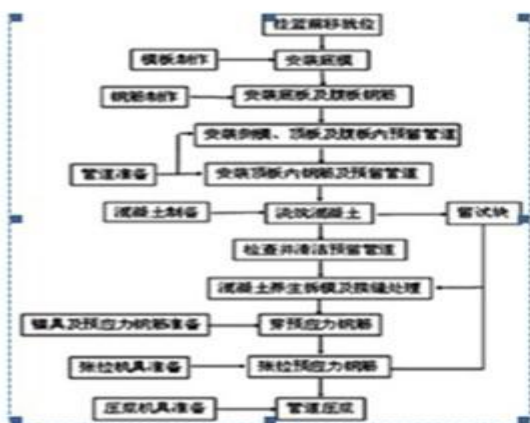 挂篮前移就位
模板制作
安装底模
钢筋制作
安装底板及腹板钢筋
安装侧模、顶板及腹板内预留管道
管道准备
安装顶板内钢筋及预留管道
混凝土制备
浇筑混凝土
留试块
检查并清洁预留管道
混凝土养生拆模及接缝处理
锚具及预应力钢筋准备
穿预应力钢筋
张拉机具准备
张拉预应力钢筋
压浆机具准备
管道压浆